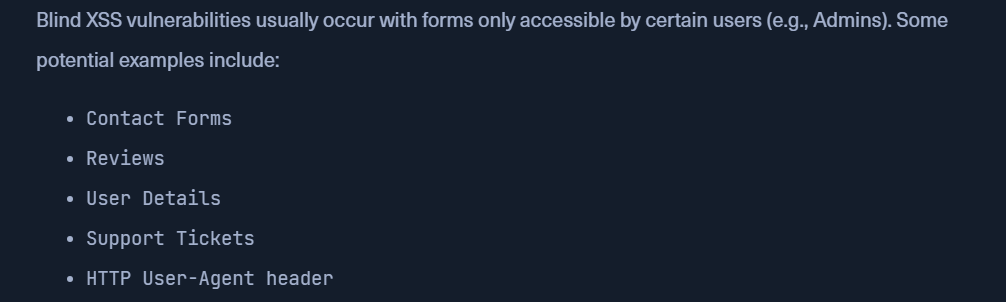 Blind XSS vulnerabilities usually occur with forms only accessible by certain users (e.g., Admins). Some
potential examples include:
• Contact Forms
• Reviews
• User Details
• Support Tickets
• HTTP User-Agent header